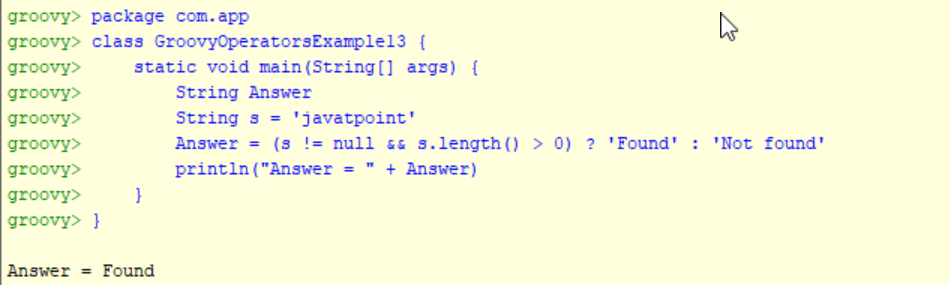 groovy> package com.app
groovy> class GroovyOperatorsExample13 {
groovy>     static void main(String[] args) {
groovy>         String Answer
groovy>         String s = 'javatpoint'
groovy>         Answer = (s != null && s.length() > 0) ? 'Found' : 'Not found'
groovy>         println("Answer = " + Answer)
groovy>     }
groovy> }
Answer = Found